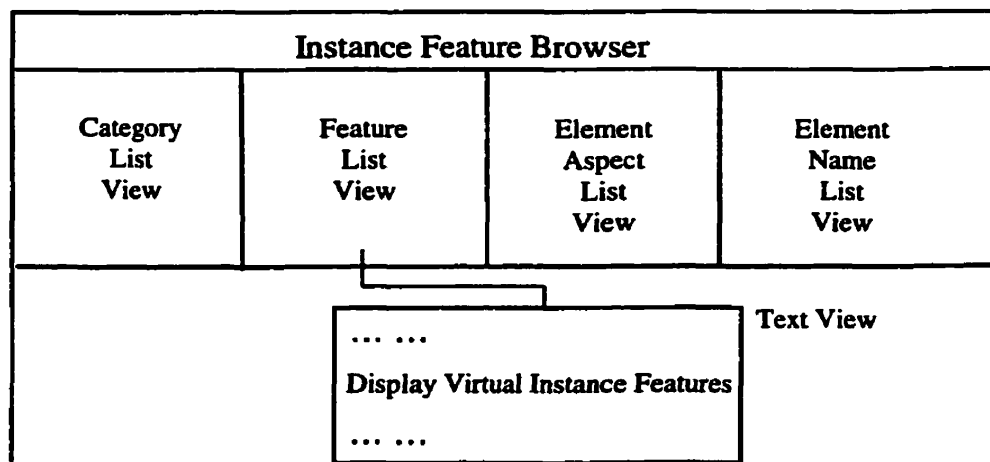 Instance Feature Browser
Category
List
View
Feature
List
View
Element
Aspect
List
View
Element
Name
List
View
Text View
... ...
Display Virtual Instance Features
... ...